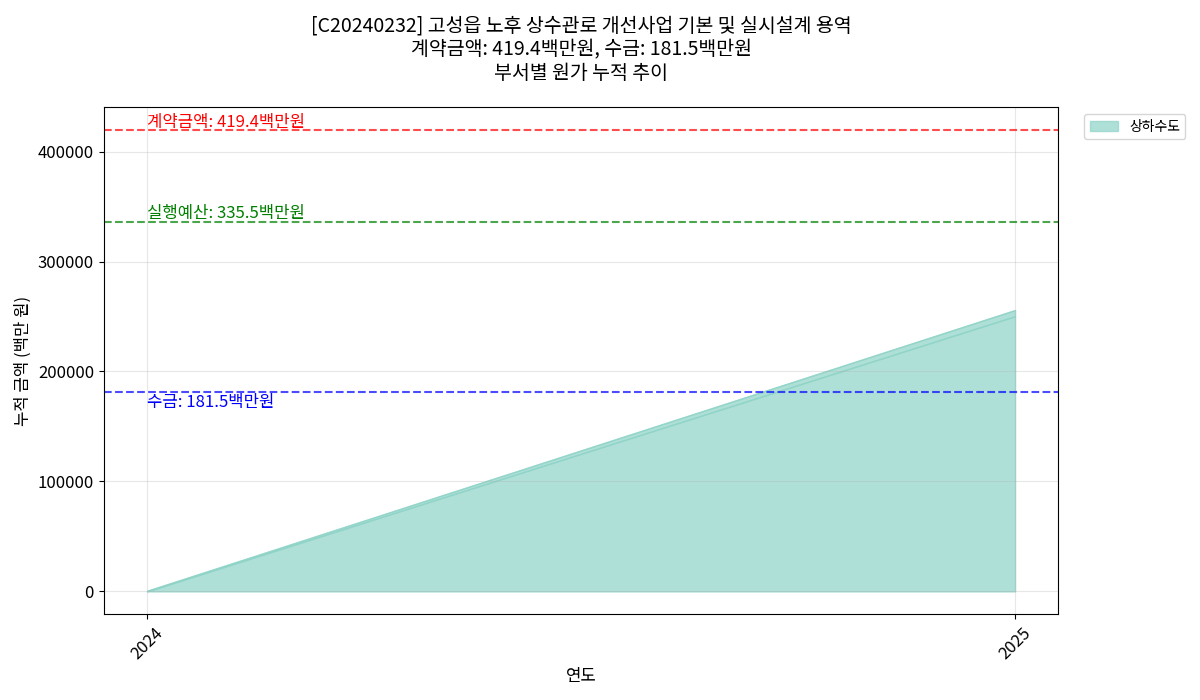 [C20240232] 고성읍 노후 상수관로 개선사업 기본 및 실시설계 용역
계약금액: 419.4백만원, 수금: 181.5백만원
부서별 원가 누적 추이
계약금액: 419.4백만원
상하수도
400000
실행예산: 335.5백만원
300000
누적 금액 (백만 원)
200000
수금: 181.5백만원
100000
0
2024
2025
연도